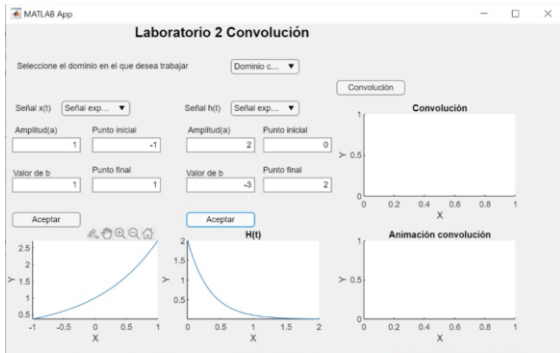 MATLAB App
Laboratorio 2 Convolución
Seleccione el dominio en el que desea trabajar Dominio c... ▼
Convolución
Señal x(t) Señal exp... ▼ Señal h(t) Señal exp... ▼
Amplitud(a) Punto inicial Amplitud(a) Punto inicial
1 -1 2 0
Valor de b Punto final Valor de b Punto final
1 1 -3 2
Aceptar Aceptar
Convolución
1
0.5
0
Y
0 0.2 0.4 0.6 0.8 1
X
2.5
2
1.5
1
0.5
Y
-1 -0.5 0 0.5 1
X
H(t)
2
1.5
1
0.5
Y
0 0.5 1 1.5 2
X
Animación convolución
1
0.5
0
Y
0 0.2 0.4 0.6 0.8 1
X